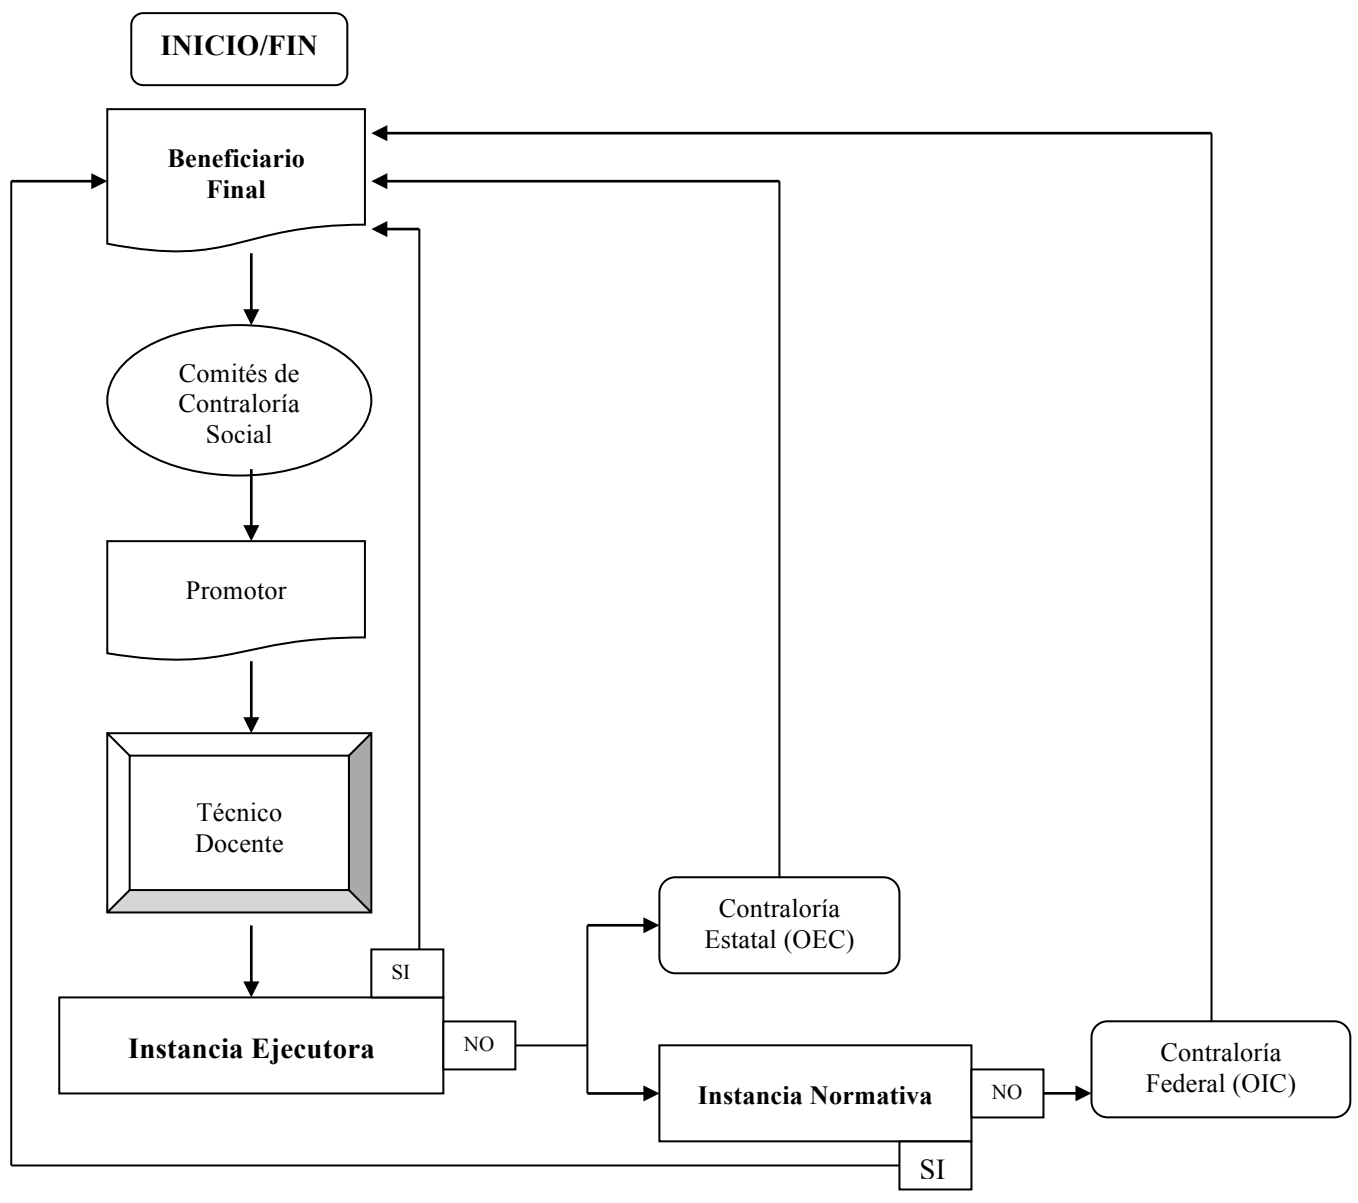 INICIO/FIN
Beneficiario
Final
Comités de
Contraloría
Social
Promotor
Técnico
Docente
SI
Instancia Ejecutora
NO
Contraloría
Estatal (OEC)
Instancia Normativa
NO
SI
Contraloría
Federal (OIC)